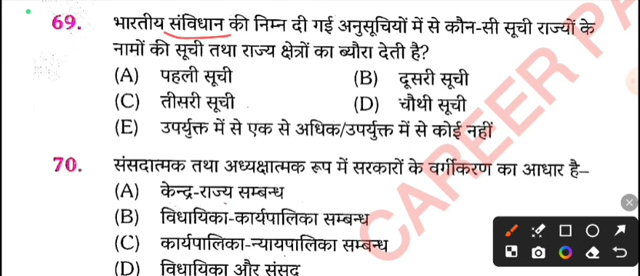 69. भारतीय संविधान की निम्न दी गई अनुसूचियों में से कौन-सी सूची राज्यों के
नामों की सूची तथा राज्य क्षेत्रों का ब्यौरा देती है?
(A) पहली सूची (B) दूसरी सूची
(C) तीसरी सूची (D) चौथी सूची
(E) उपर्युक्त में से एक से अधिक/उपर्युक्त में से कोई नहीं
70. संसदात्मक तथा अध्यक्षात्मक रूप में सरकारों के वर्गीकरण का आधार है–
(A) केन्द्र-राज्य सम्बन्ध
(B) विधायिका-कार्यपालिका सम्बन्ध
(C) कार्यपालिका-न्यायपालिका सम्बन्ध
(D) विधायिका और संसद
CAREER PA